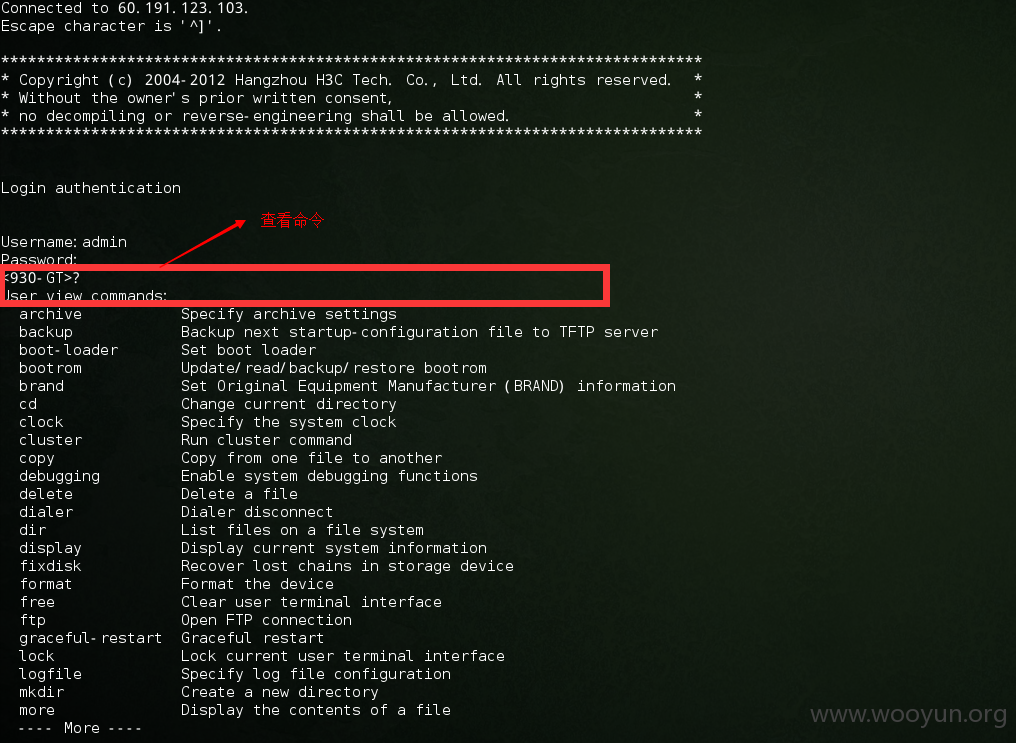 Connected to 60.191.123.103.
Escape character is '^]'.
******************************************************************************
* Copyright (c) 2004-2012 Hangzhou H3C Tech. Co., Ltd. All rights reserved.  *
* Without the owner's prior written consent,                                 *
* no decompiling or reverse-engineering shall be allowed.                    *
******************************************************************************
Login authentication
查看命令
Username:admin
Password:
<930-GT>?
User view commands:
  archive           Specify archive settings
  backup            Backup next startup-configuration file to TFTP server
  boot-loader       Set boot loader
  bootrom           Update/read/backup/restore bootrom
  brand             Set Original Equipment Manufacturer (BRAND) information
  cd                Change current directory
  clock             Specify the system clock
  cluster           Run cluster command
  copy              Copy from one file to another
  debugging         Enable system debugging functions
  delete            Delete a file
  dialer            Dialer disconnect
  dir               List files on a file system
  display           Display current system information
  fixdisk           Recover lost chains in storage device
  format            Format the device
  free              Clear user terminal interface
  ftp               Open FTP connection
  graceful-restart  Graceful restart
  lock              Lock current user terminal interface
  logfile           Specify log file configuration
  mkdir             Create a new directory
  more              Display the contents of a file
  ---- More ----
www.wooyun.org